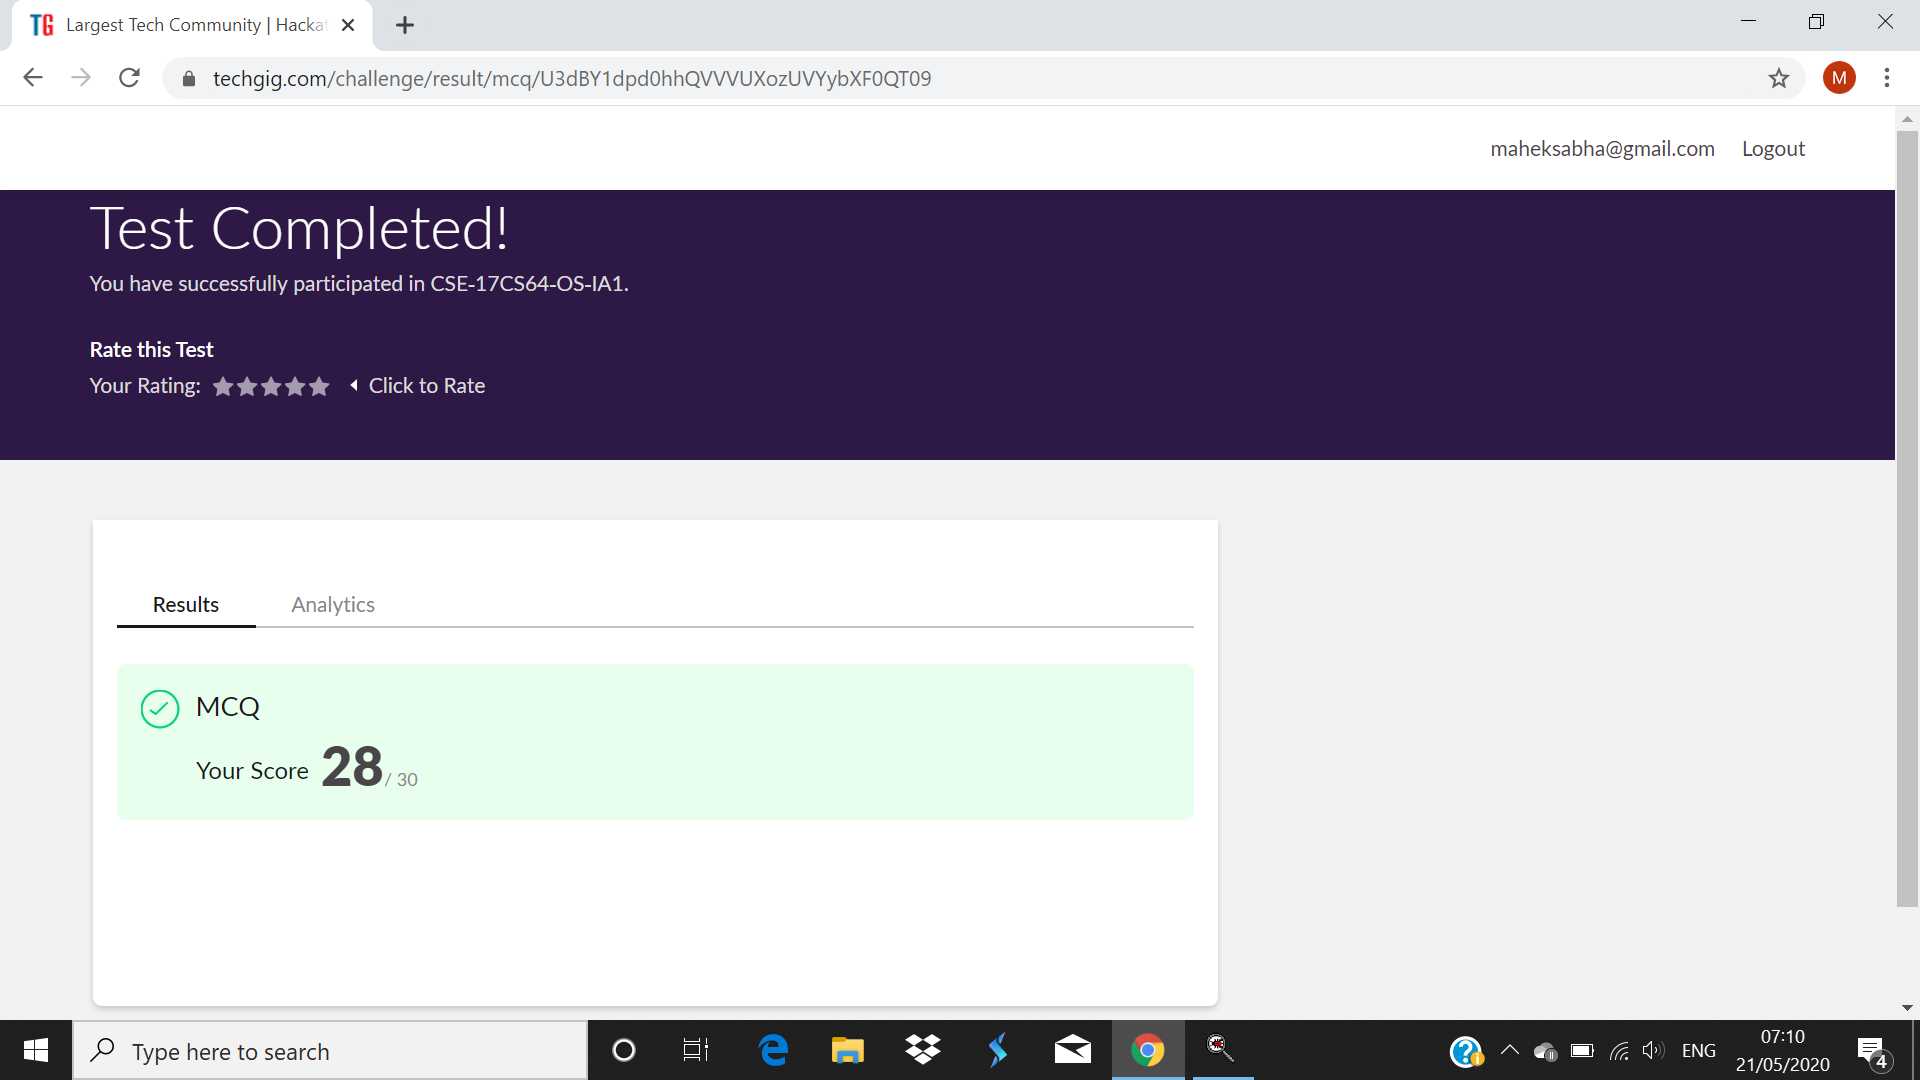 TG Largest Tech Community | Hacka
techgig.com/challenge/result/mcq/U3dBY1dpd0hhQVVVUXozUVYybXF0QT09
M
maheksabha@gmail.com Logout
Test Completed!
You have successfully participated in CSE-17CS64-OS-IA1.
Rate this Test
Your Rating: Click to Rate
Results Analytics
MCQ
Your Score 28 / 30
Type here to search
ENG
07:10
21/05/2020
4